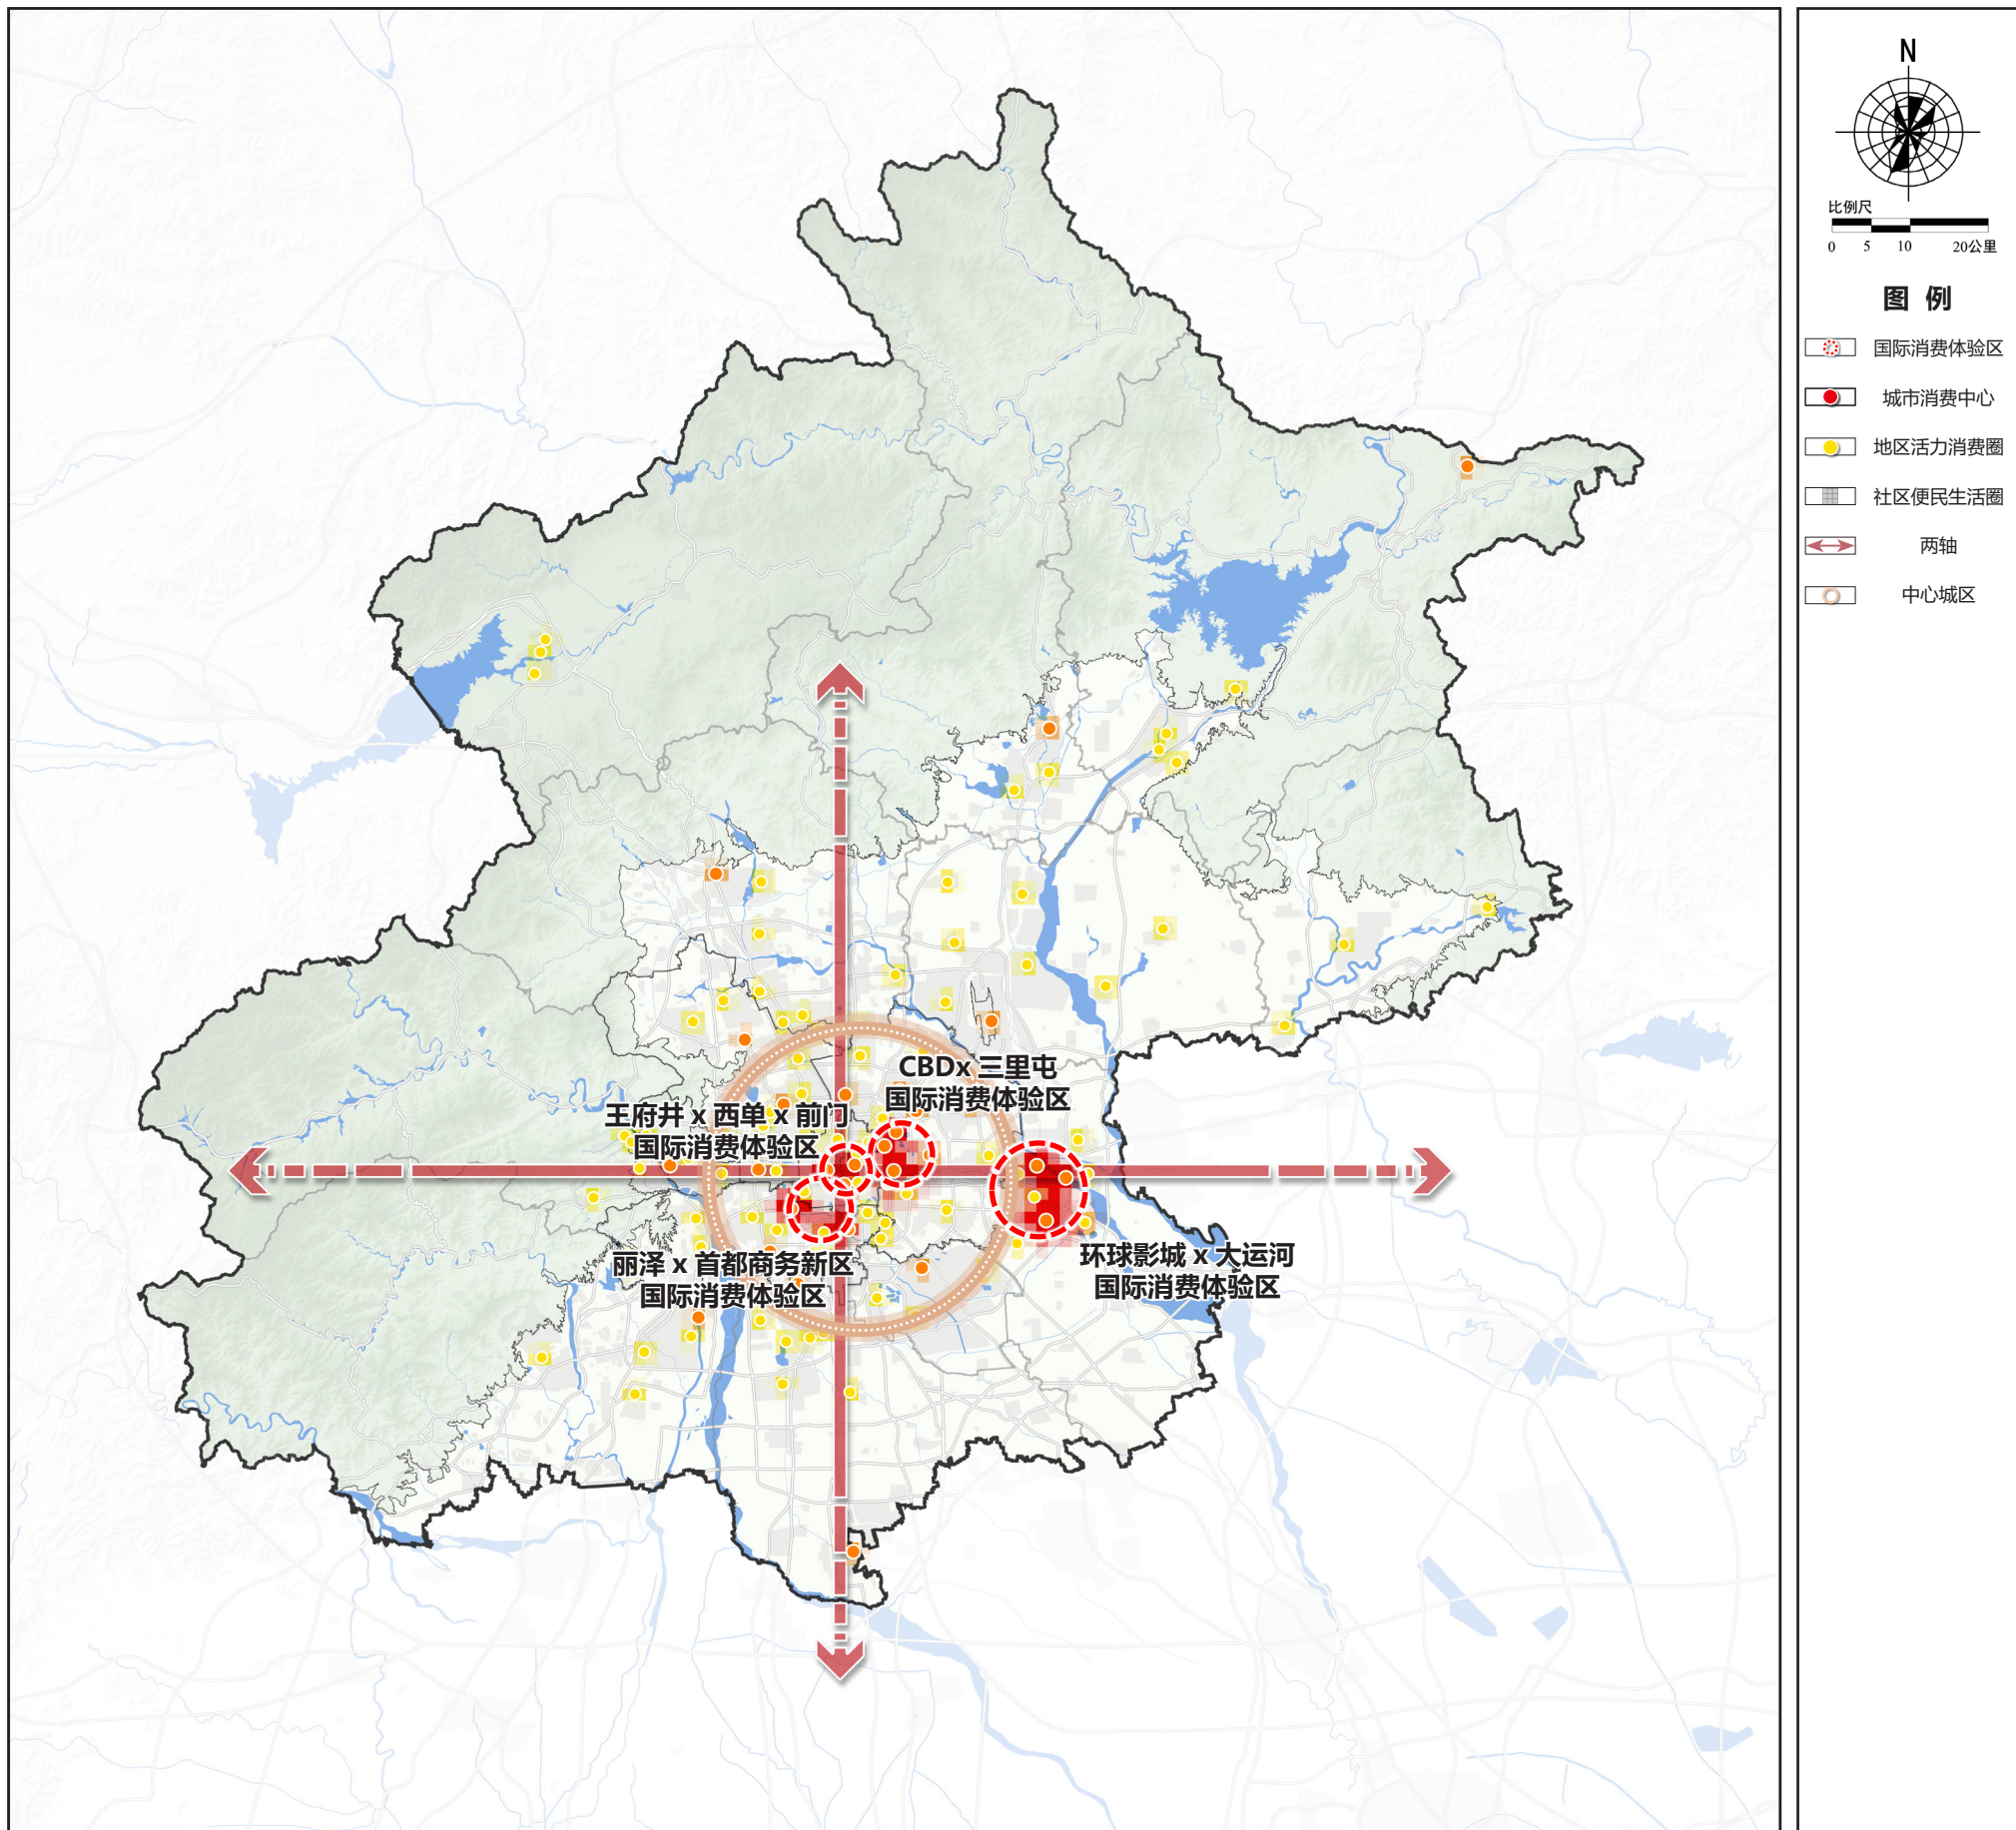 CBDx 三里屯
国际消费体验区
王府井 x 西单 x 前门
国际消费体验区
丽泽 x 首都商务新区
国际消费体验区
环球影城 x 大运河
国际消费体验区
N
比例尺
0 5 10 20公里
图 例
国际消费体验区
城市消费中心
地区活力消费圈
社区便民生活圈
两轴
中心城区